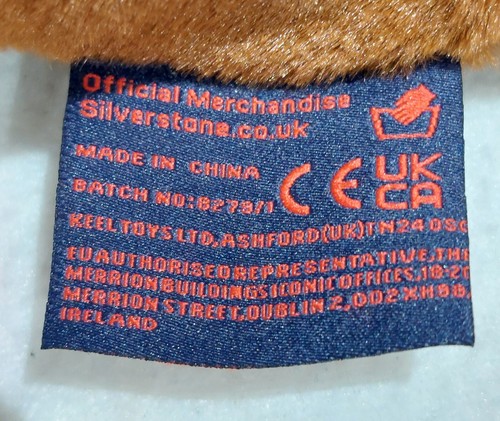 Official Merchandise
Silverstone.co.uk
MADE IN CHINA
BATCH NO:8278/1
CE UK CA
KEEL TOYS LTD, ASHFORD(UK)TN24 0SG
EU AUTHORISED REPRESENTATIVE, THE
MERRION BUILDINGS ICONIC OFFICES, 18-20
MERRION STREET, DUBLIN 2, D02 XH98,
IRELAND